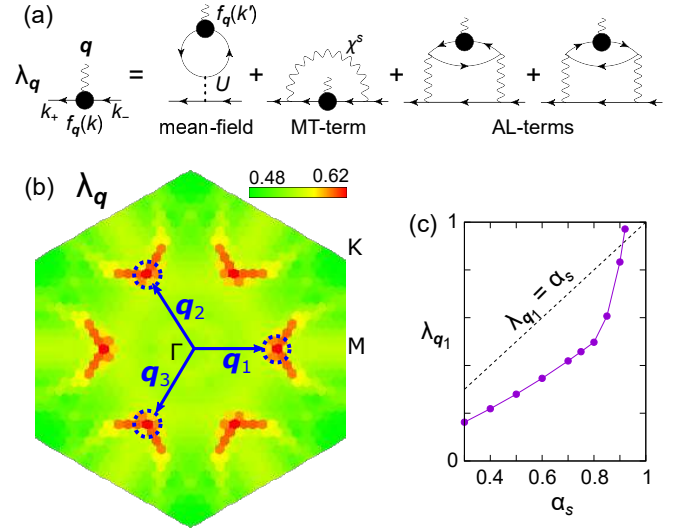 (a)
q
f_q(k')
χ^s
λ_q = + + + +
U
k_+ f_q(k) k_-
mean-field MT-term AL-terms
(b) λ_q 0.48 0.62
K
M
Γ
q_1
q_2
q_3
(c)
1
λ_q1 = α_s
λ_q1
0
0.4 0.6 0.8 1
α_s